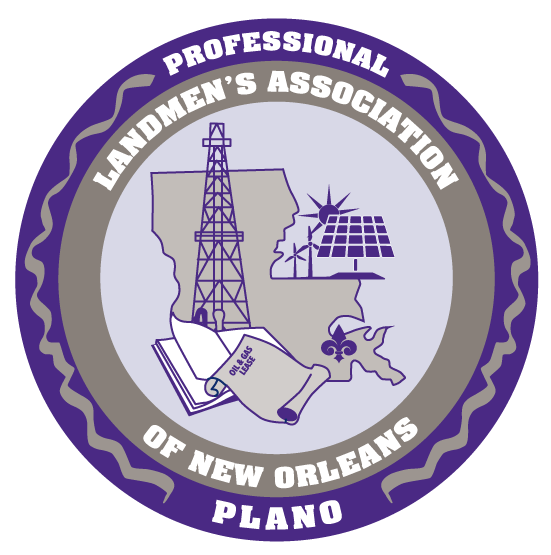 PROFESSIONAL
LANDMEN'S ASSOCIATION
OIL & GAS
LEASE
OF NEW ORLEANS
PLANO